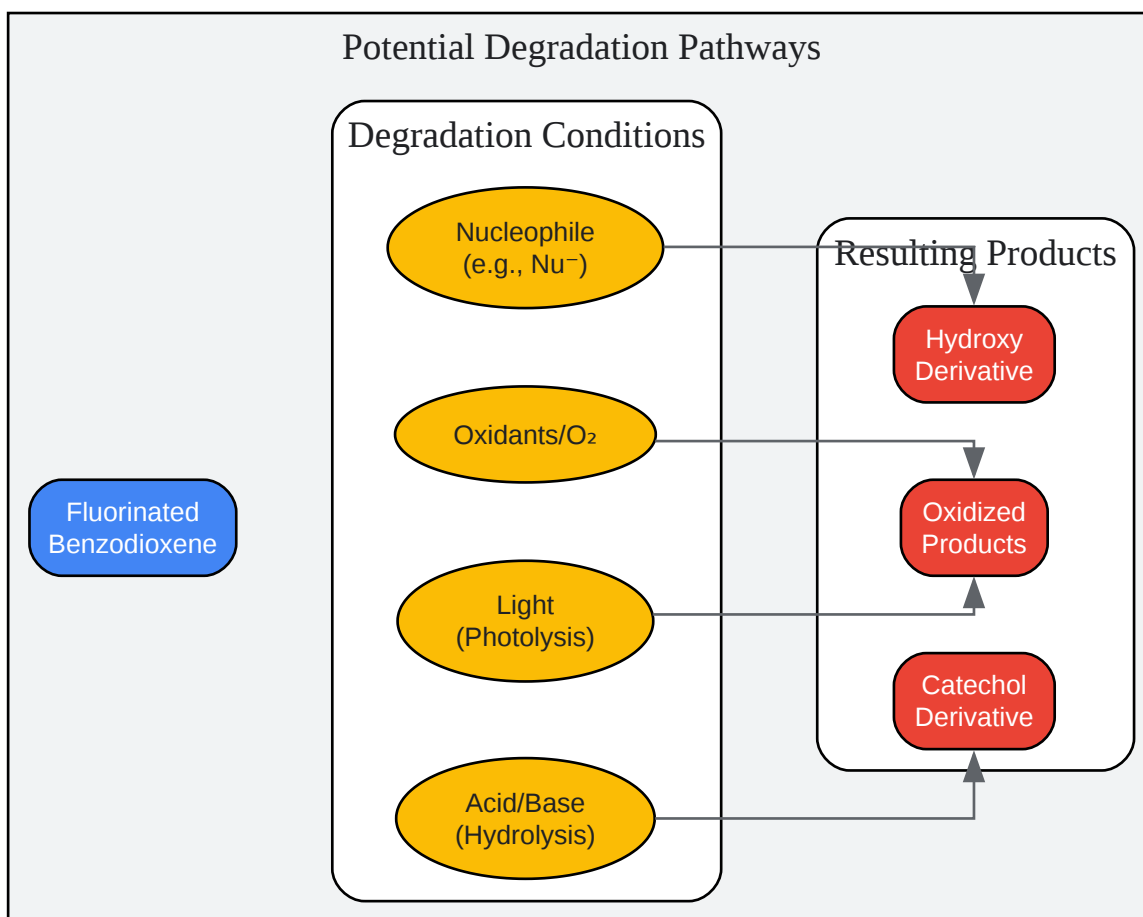 Potential Degradation Pathways
Degradation Conditions
Nucleophile
(e.g., Nu⁻)
Oxidants/O₂
Light
(Photolysis)
Acid/Base
(Hydrolysis)
Fluorinated
Benzodioxene
Resulting Products
Hydroxy
Derivative
Oxidized
Products
Catechol
Derivative